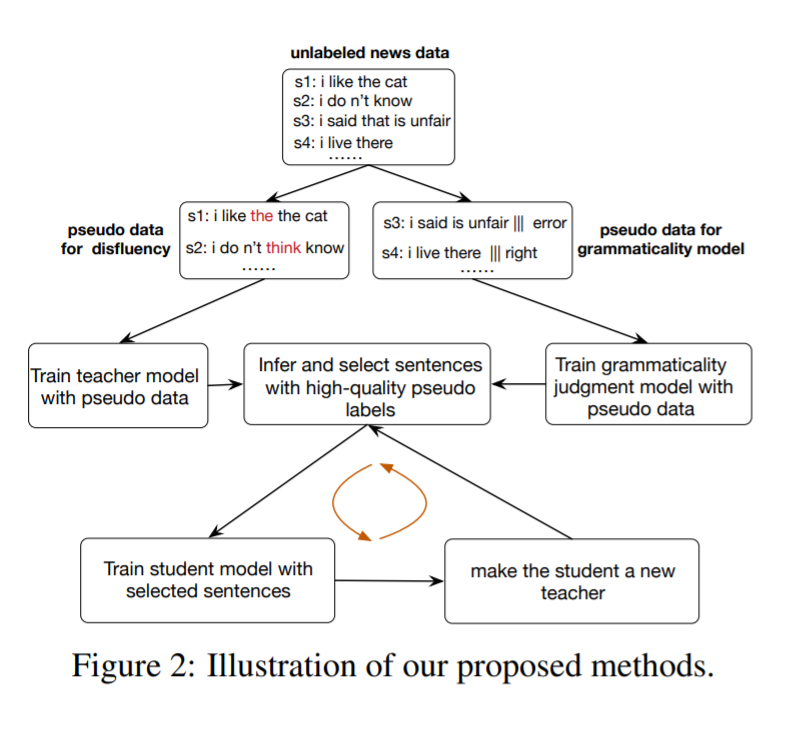 unlabeled news data
s1: i like the cat
s2: i do n't know
s3: i said that is unfair
s4: i live there
......
pseudo data
for disfluency
s1: i like the the cat
s2: i do n't think know
......
s3: i said is unfair ||| error
s4: i live there ||| right
......
pseudo data for
grammaticality model
Train teacher model
with pseudo data
Infer and select sentences
with high-quality pseudo
labels
Train grammaticality
judgment model with
pseudo data
Train student model with
selected sentences
make the student a new
teacher
Figure 2: Illustration of our proposed methods.